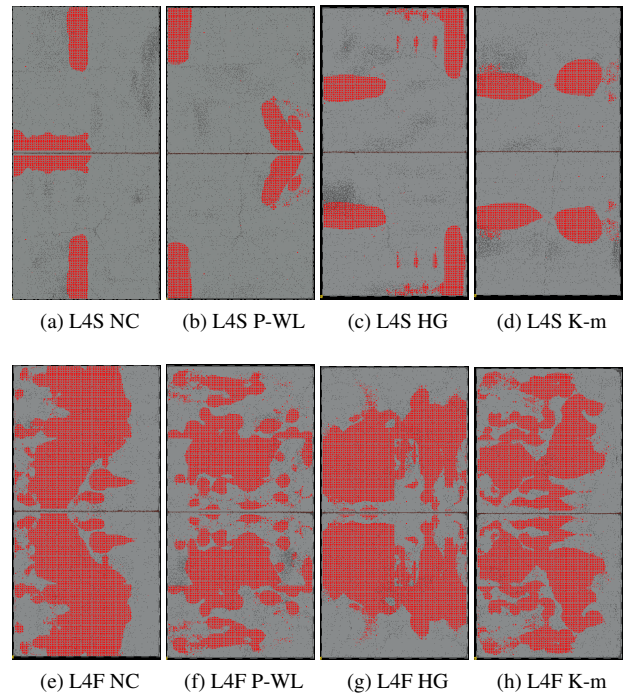 (a) L4S NC
(b) L4S P-WL
(c) L4S HG
(d) L4S K-m
(e) L4F NC
(f) L4F P-WL
(g) L4F HG
(h) L4F K-m